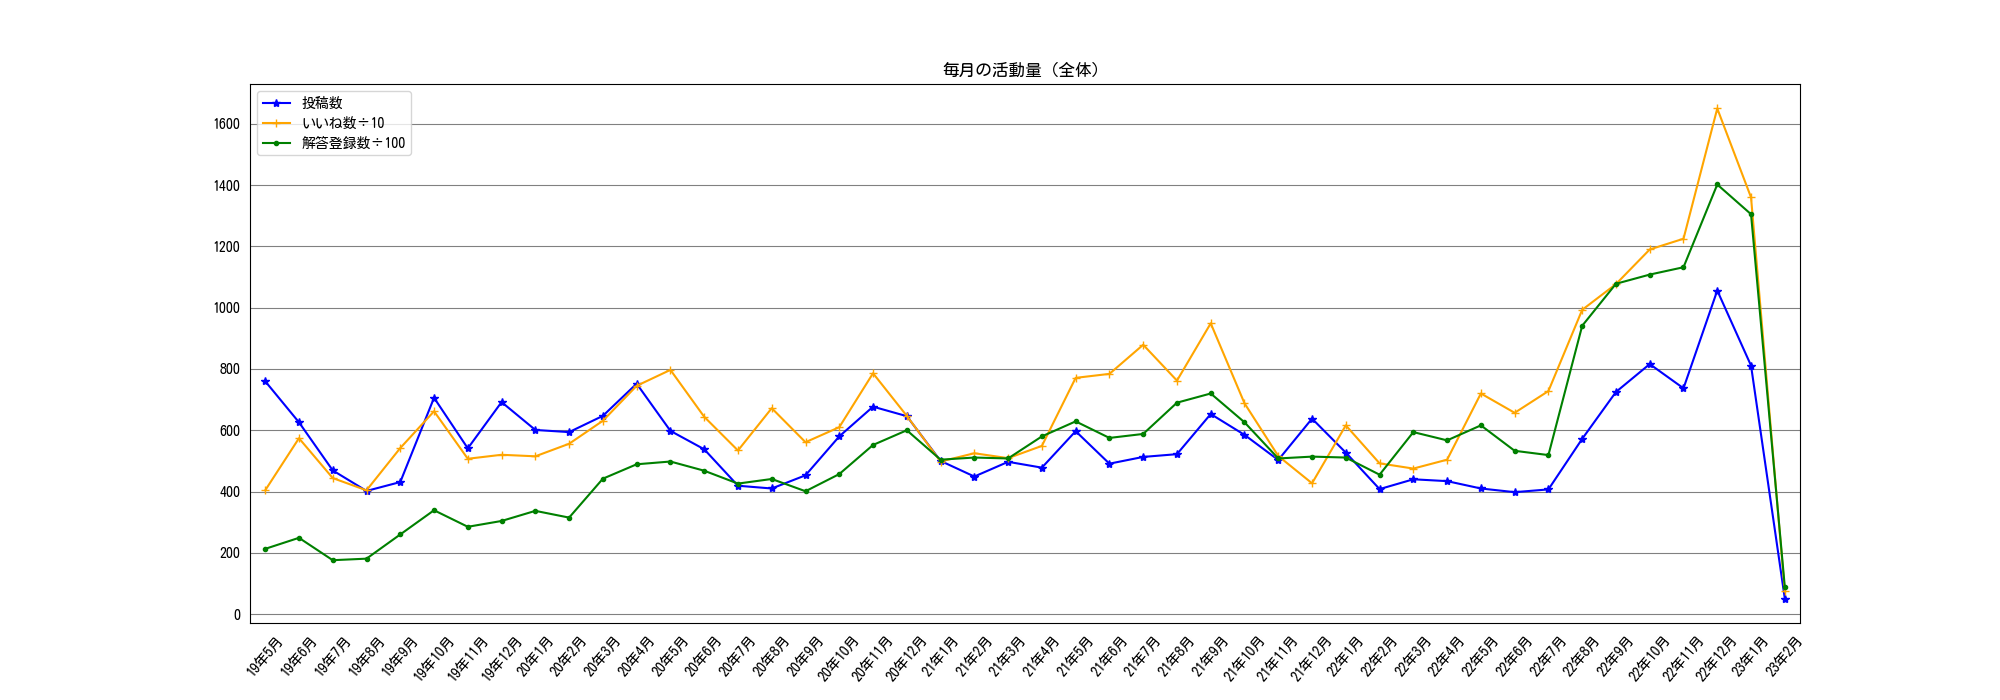 毎月の活動量（全体）
投稿数
いいね数÷10
解答登録数÷100
1600
1400
1200
1000
800
600
400
200
0
19年5月
19年6月
19年7月
19年8月
19年9月
19年10月
19年11月
19年12月
20年1月
20年2月
20年3月
20年4月
20年5月
20年6月
20年7月
20年8月
20年9月
20年10月
20年11月
20年12月
21年1月
21年2月
21年3月
21年4月
21年5月
21年6月
21年7月
21年8月
21年9月
21年10月
21年11月
21年12月
22年1月
22年2月
22年3月
22年4月
22年5月
22年6月
22年7月
22年8月
22年9月
22年10月
22年11月
22年12月
23年1月
23年2月